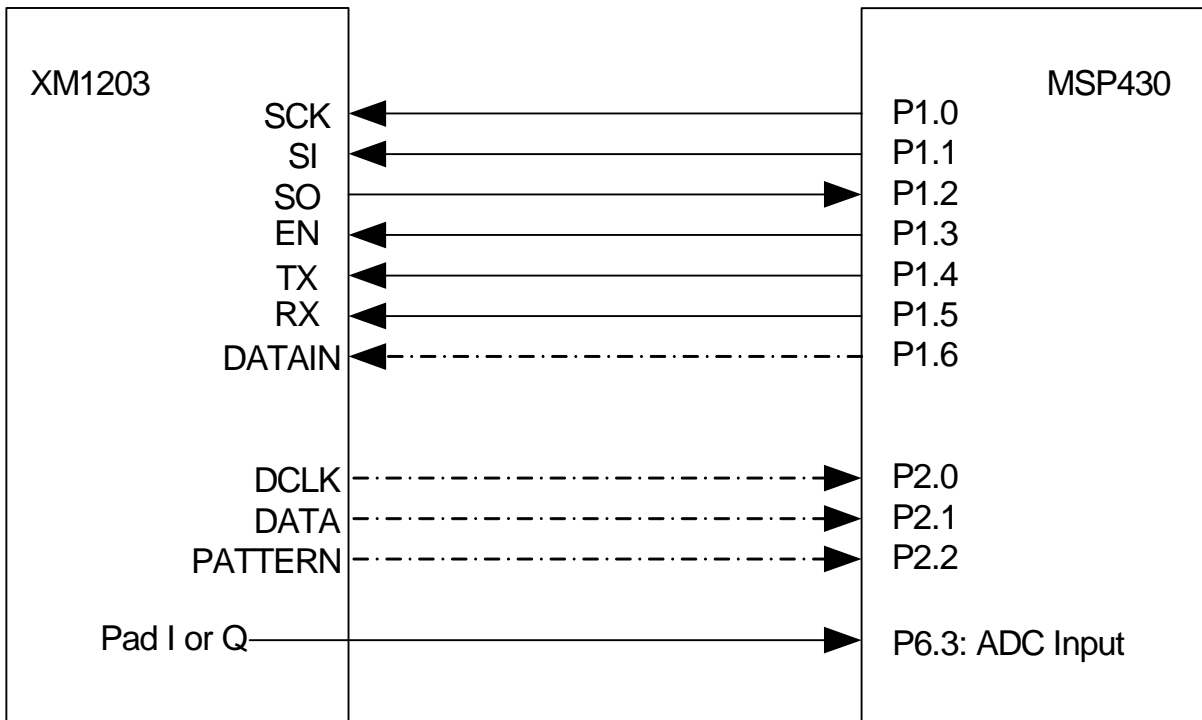 XM1203
MSP430
SCK P1.0
SI P1.1
SO P1.2
EN P1.3
TX P1.4
RX P1.5
DATAIN P1.6
DCLK P2.0
DATA P2.1
PATTERN P2.2
Pad I or Q P6.3: ADC Input